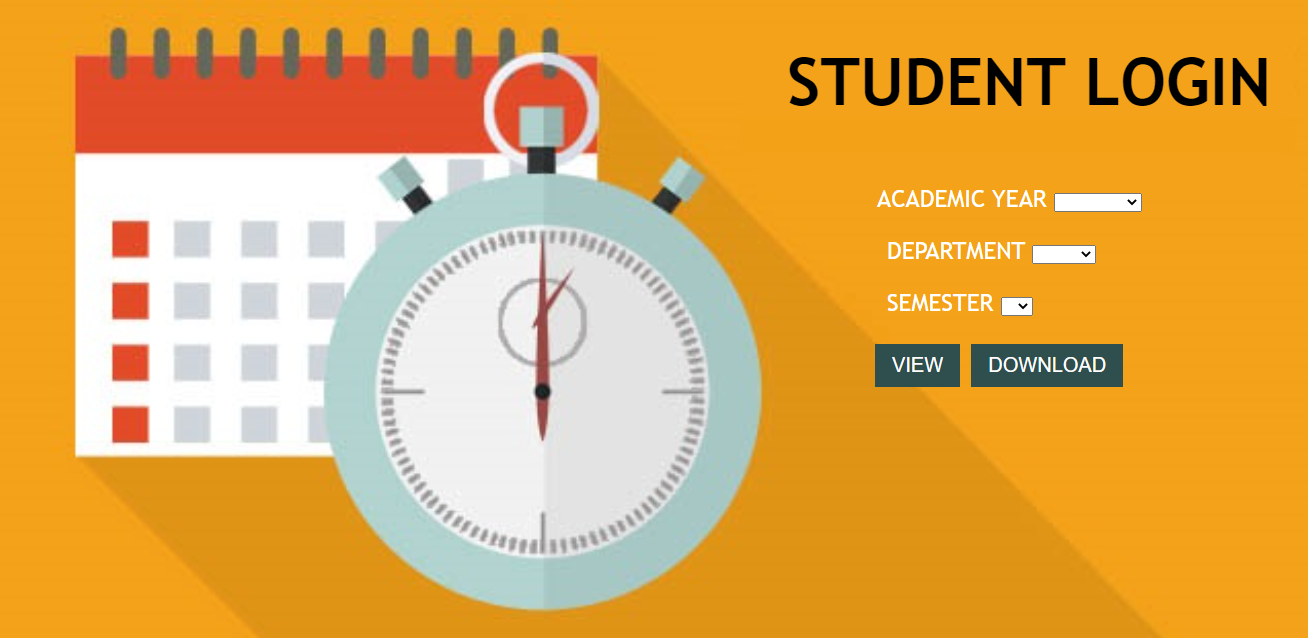 STUDENT LOGIN
ACADEMIC YEAR
DEPARTMENT
SEMESTER
VIEW DOWNLOAD